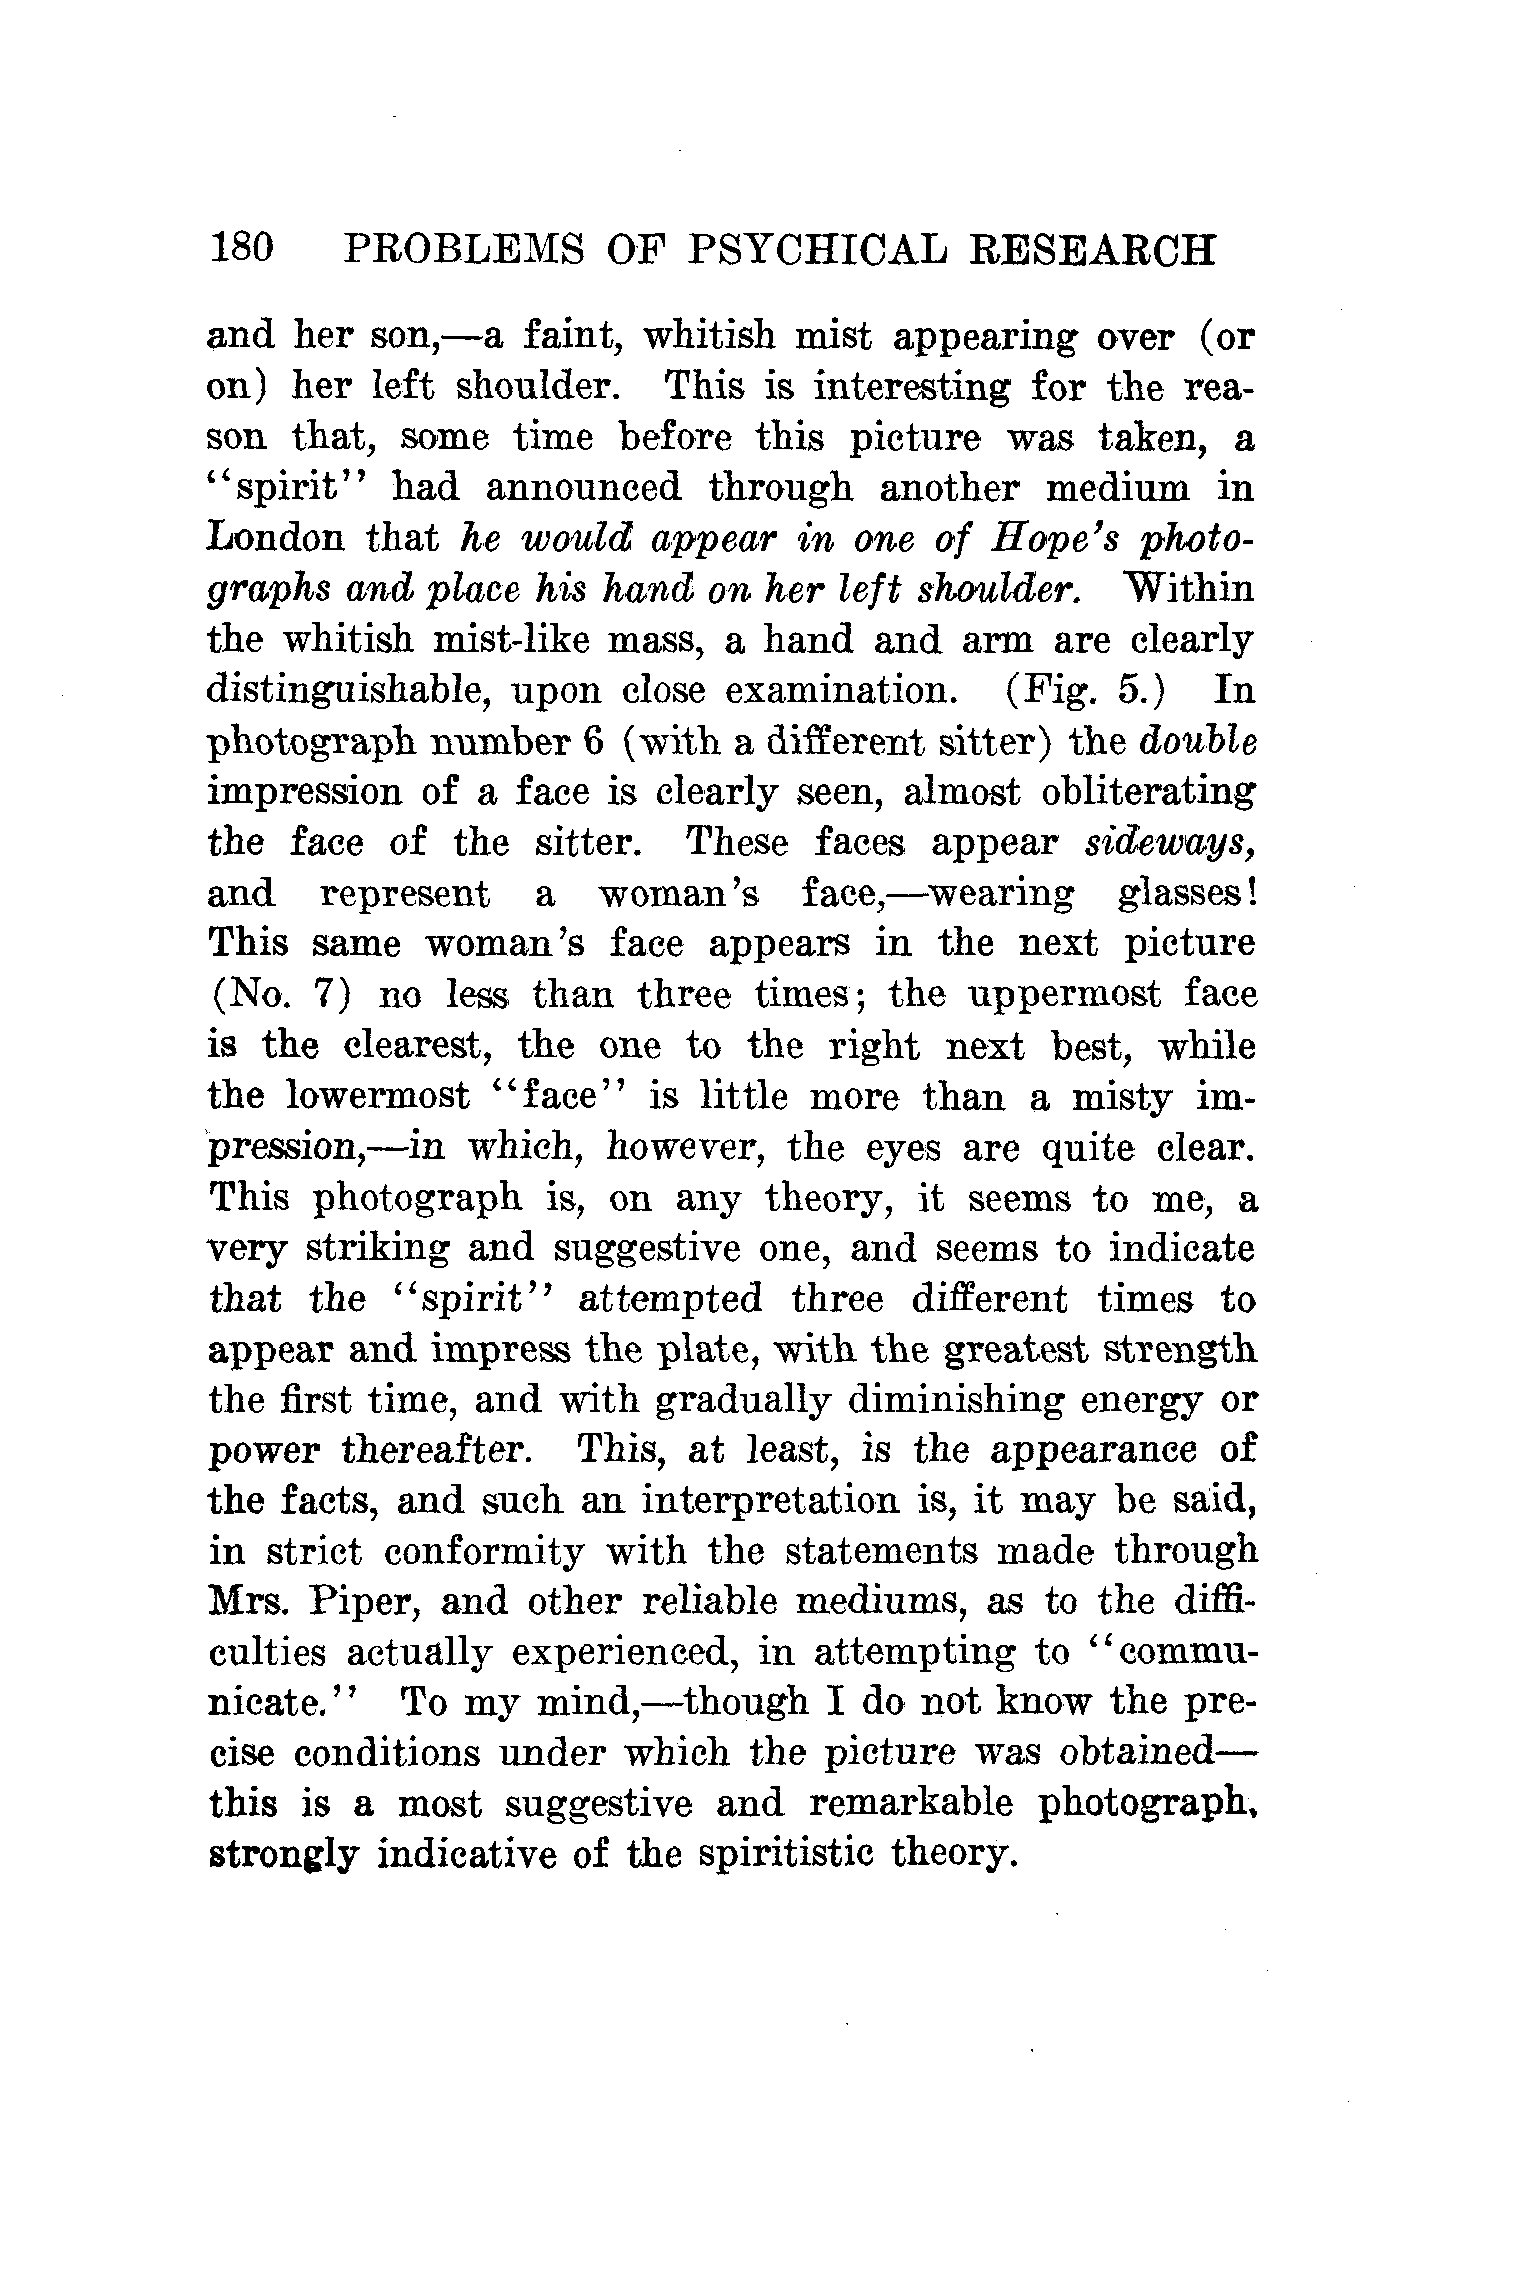 180 PROBLEMS OF PSYCHICAL RESEARCH
and her son,—a faint, whitish mist appearing over (or
on) her left shoulder. This is interesting for the rea-
son that, some time before this picture was taken, a
"spirit" had announced through another medium in
London that he would appear in one of Hope's photo-
graphs and place his hand on her left shoulder. Within
the whitish mist-like mass, a hand and arm are clearly
distinguishable, upon close examination. (Fig. 5.) In
photograph number 6 (with a different sitter) the double
impression of a face is clearly seen, almost obliterating
the face of the sitter. These faces appear sideways,
and represent a woman's face,—wearing glasses!
This same woman's face appears in the next picture
(No. 7) no less than three times; the uppermost face
is the clearest, the one to the right next best, while
the lowermost "face" is little more than a misty im-
pression,—in which, however, the eyes are quite clear.
This photograph is, on any theory, it seems to me, a
very striking and suggestive one, and seems to indicate
that the "spirit" attempted three different times to
appear and impress the plate, with the greatest strength
the first time, and with gradually diminishing energy or
power thereafter. This, at least, is the appearance of
the facts, and such an interpretation is, it may be said,
in strict conformity with the statements made through
Mrs. Piper, and other reliable mediums, as to the diffi-
culties actually experienced, in attempting to "commu-
nicate." To my mind,—though I do not know the pre-
cise conditions under which the picture was obtained—
this is a most suggestive and remarkable photograph,
strongly indicative of the spiritistic theory.